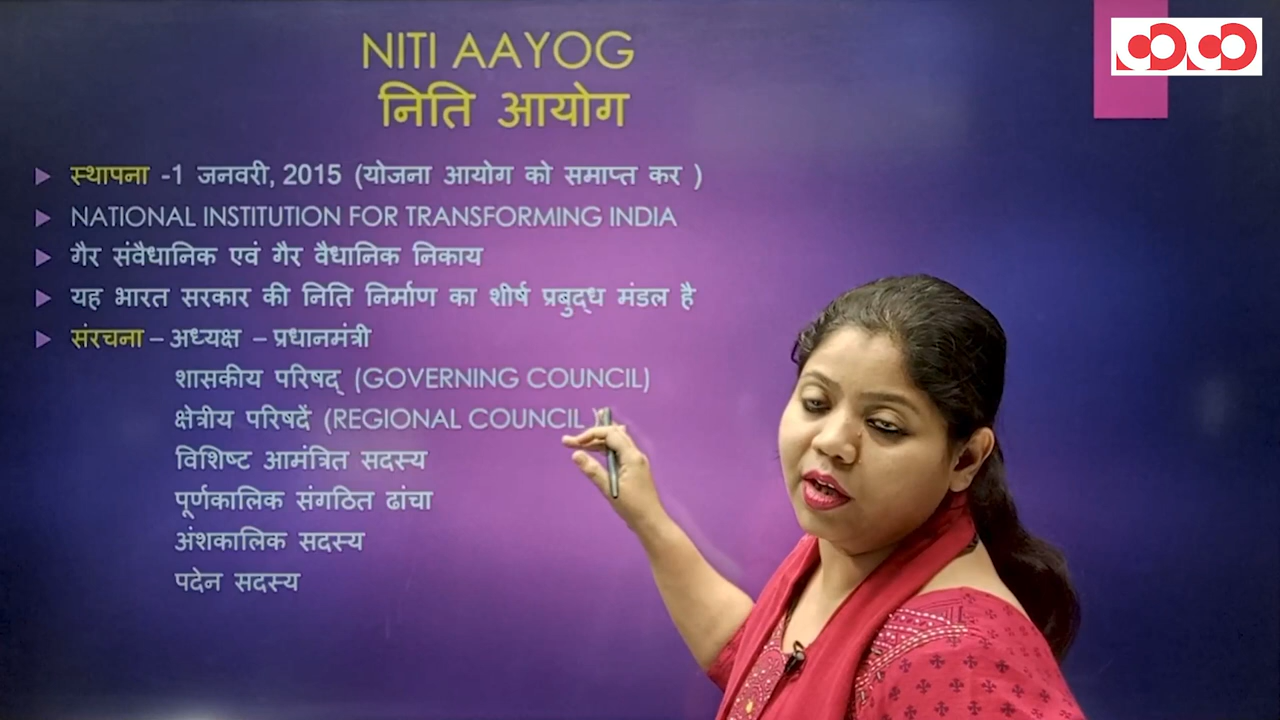 NITI AAYOG
निति आयोग
स्थापना -1 जनवरी, 2015 (योजना आयोग को समाप्त कर )
NATIONAL INSTITUTION FOR TRANSFORMING INDIA
गैर संवैधानिक एवं गैर वैधानिक निकाय
यह भारत सरकार की निति निर्माण का शीर्ष प्रबुद्ध मंडल है
संरचना – अध्यक्ष – प्रधानमंत्री
शासकीय परिषद् (GOVERNING COUNCIL)
क्षेत्रीय परिषदें (REGIONAL COUNCIL )
विशिष्ट आमंत्रित सदस्य
पूर्णकालिक संगठित ढांचा
अंशकालिक सदस्य
पदेन सदस्य